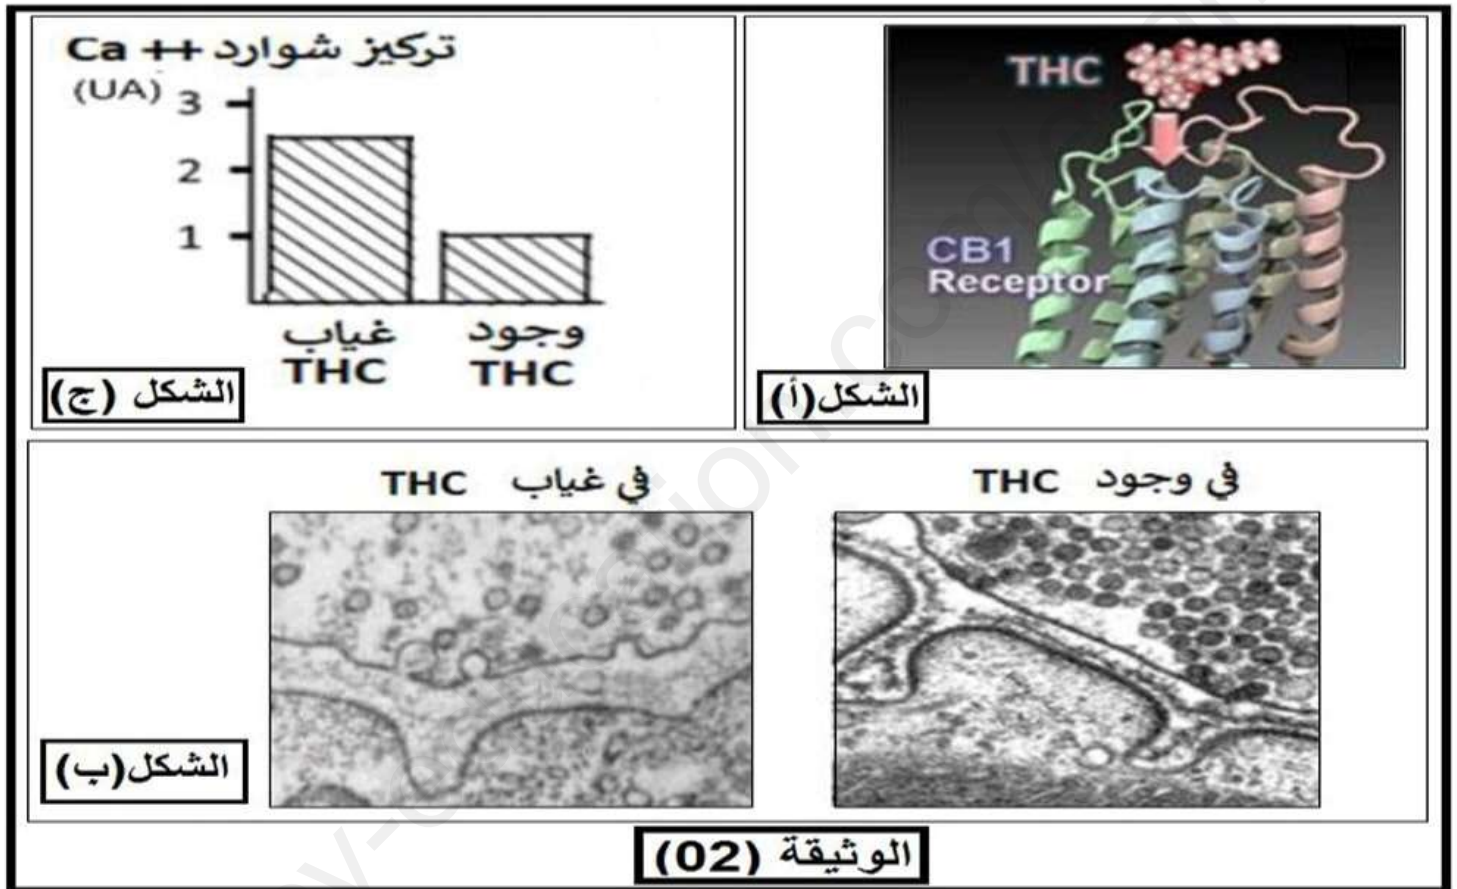 THC
CB1
Receptor
الشكل(أ)
تركيز شوارد Ca ++
(UA)
3
2
1
غياب
THC
وجود
THC
الشكل (ج)
في وجود THC
في غياب THC
الشكل(ب)
الوثيقة (02)